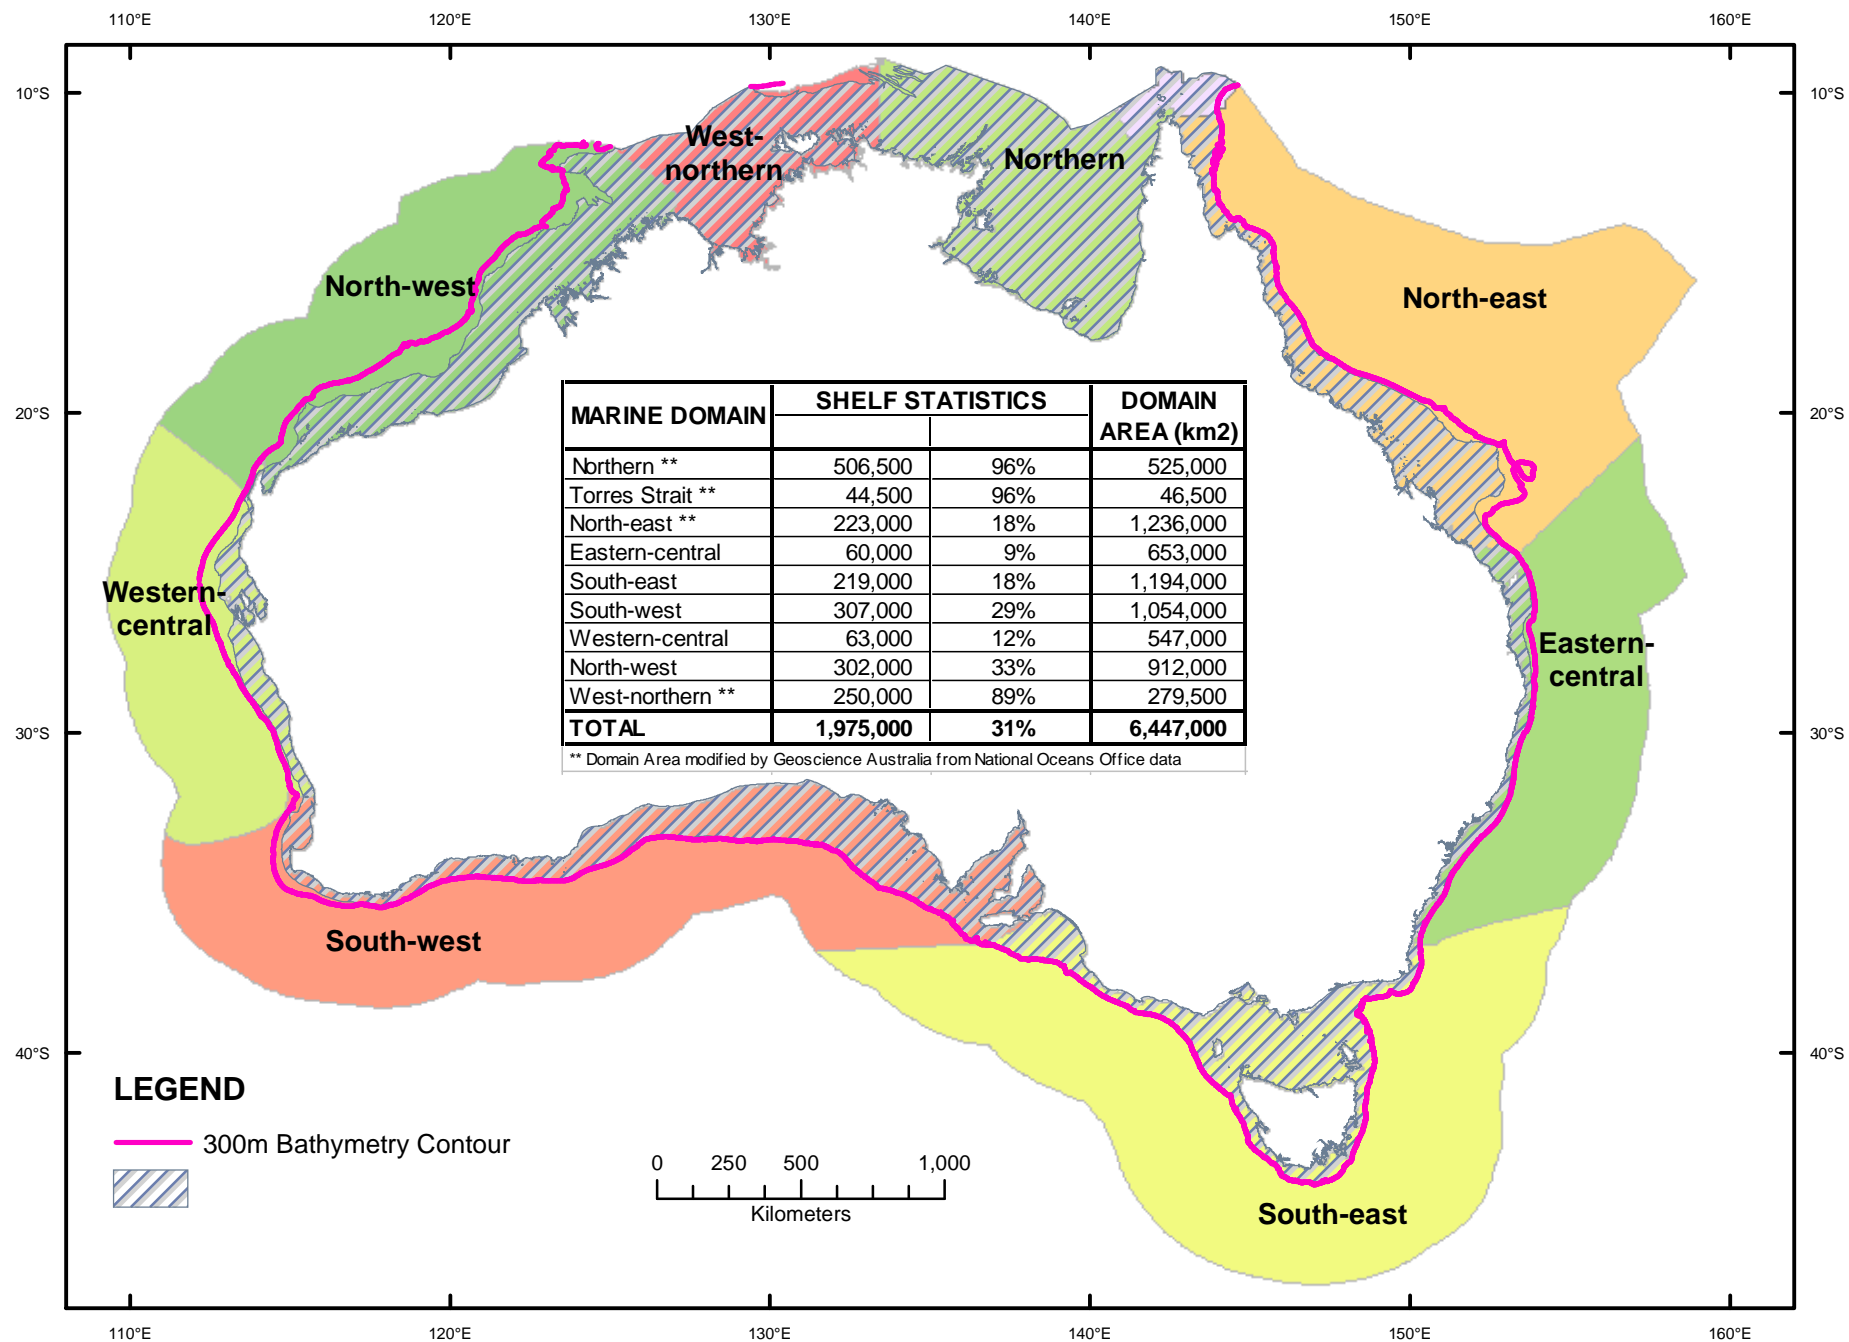 110°E 120°E 130°E 140°E 150°E 160°E
10°S 10°S
West-
northern
Northern
North-west
North-east
20°S 20°S
MARINE DOMAIN SHELF STATISTICS DOMAIN
AREA (km2)
Northern ** 506,500 96% 525,000
Torres Strait ** 44,500 96% 46,500
North-east ** 223,000 18% 1,236,000
Eastern-central 60,000 9% 653,000
South-east 219,000 18% 1,194,000
South-west 307,000 29% 1,054,000
Western-central 63,000 12% 547,000
North-west 302,000 33% 912,000
West-northern ** 250,000 89% 279,500
TOTAL 1,975,000 31% 6,447,000
** Domain Area modified by Geoscience Australia from National Oceans Office data
Western-
central
Eastern-
central
30°S 30°S
South-west
40°S 40°S
LEGEND
300m Bathymetry Contour
0 250 500 1,000
Kilometers
South-east
110°E 120°E 130°E 140°E 150°E 160°E